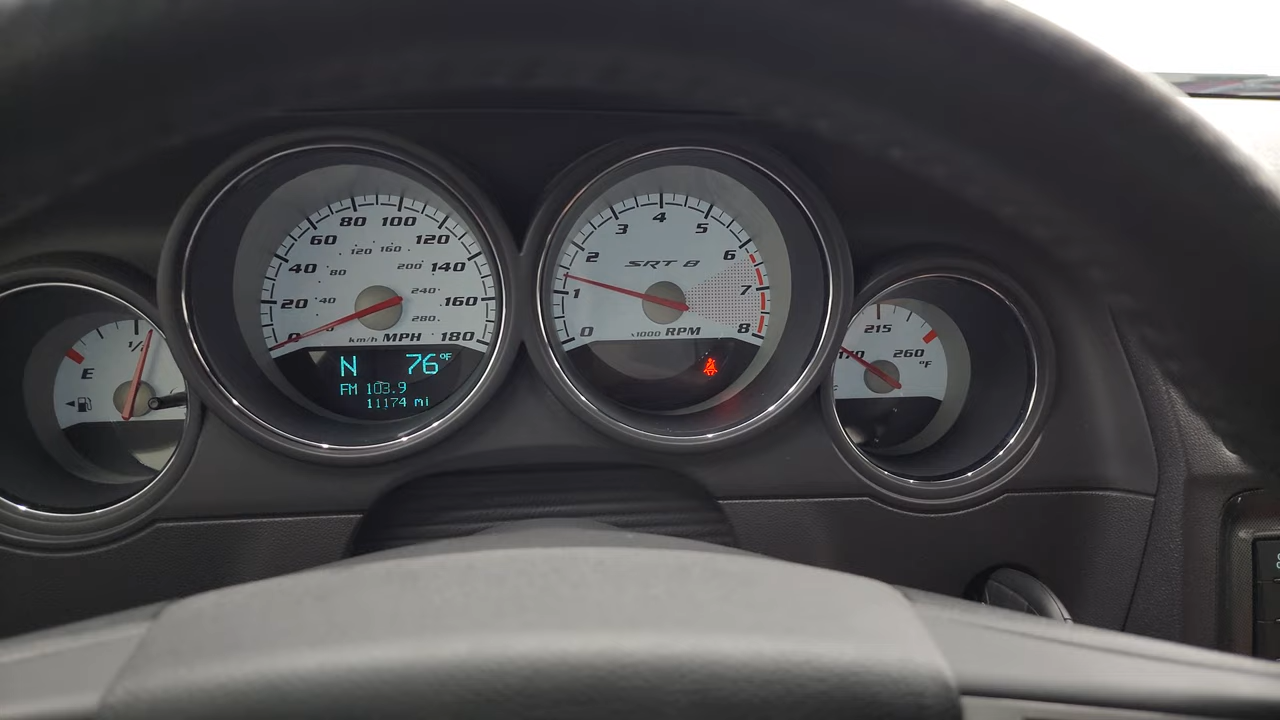 1/2
E
80 100
60 120
120 160
40 80 200 140
20 40 240 160
280
0 km/h MPH 180
N 76°F
FM 103.9
11174 mi
4
3 5
2 6
SRT 8
1 7
0 x1000 RPM 8
215
170 260
°F